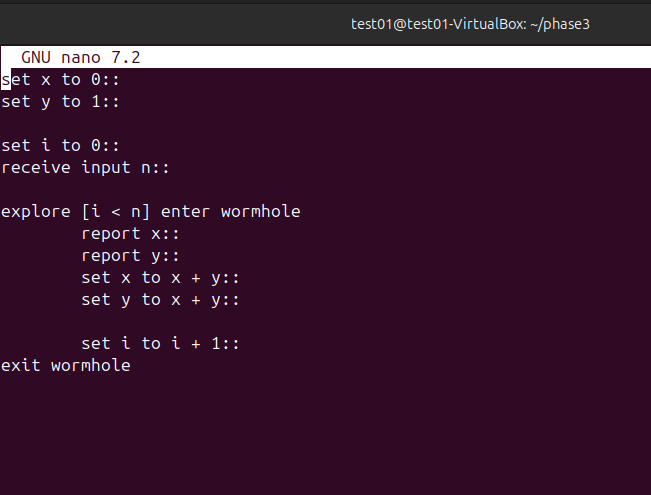 test01@test01-VirtualBox: ~/phase3
GNU nano 7.2
set x to 0::
set y to 1::
set i to 0::
receive input n::
explore [i < n] enter wormhole
report x::
report y::
set x to x + y::
set y to x + y::
set i to i + 1::
exit wormhole